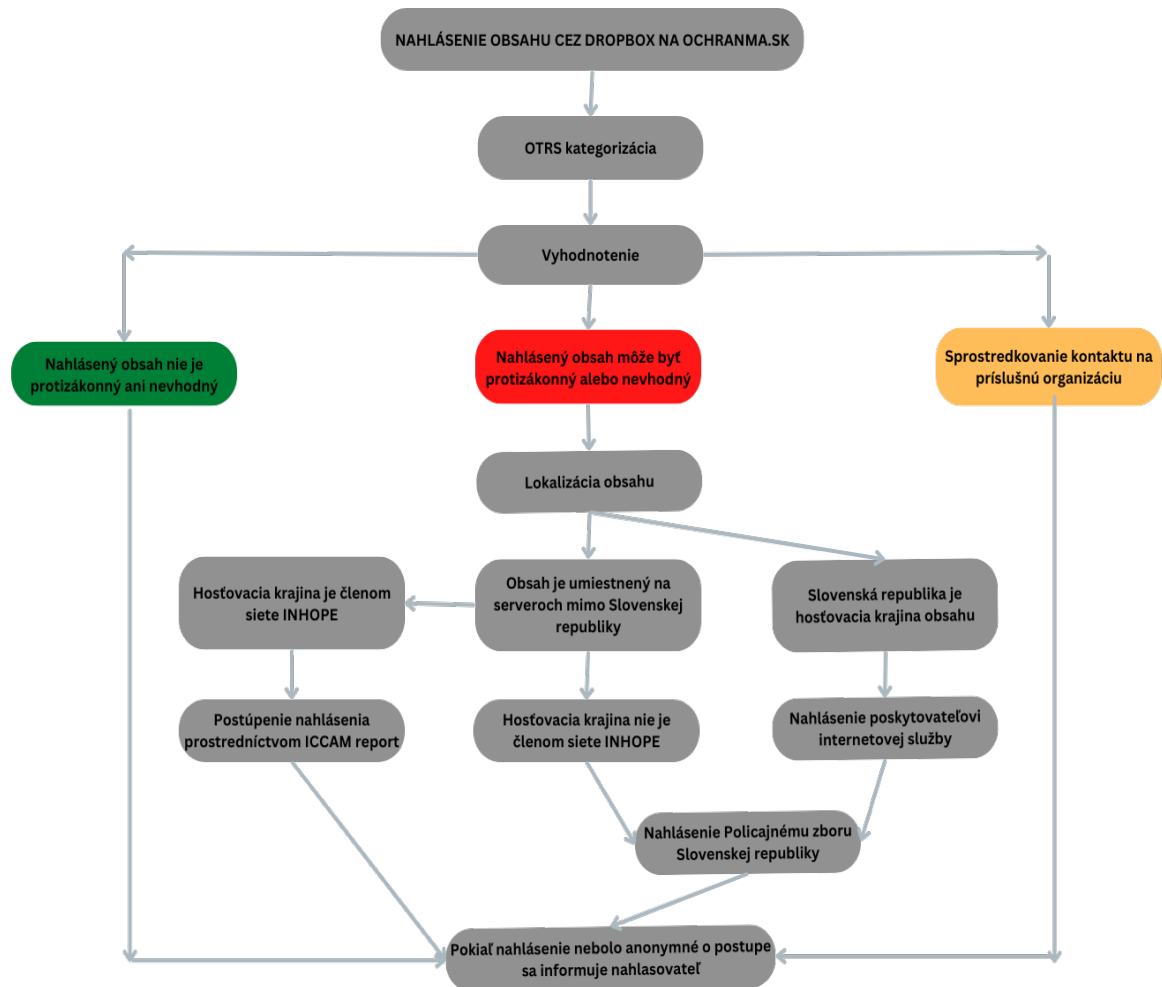 NAHLÁSENIE OBSAHU CEZ DROPBOX NA OCHRANMA.SK
OTRS kategorizácia
Vyhodnotenie
Nahlásený obsah nie je
protizákonný ani nevhodný
Nahlásený obsah môže byť
protizákonný alebo nevhodný
Sprostredkovanie kontaktu na
príslušnú organizáciu
Lokalizácia obsahu
Hosťovacia krajina je členom
siete INHOPE
Obsah je umiestnený na
serveroch mimo Slovenskej
republiky
Slovenská republika je
hosťovacia krajina obsahu
Postúpenie nahlásenia
prostredníctvom ICCAM report
Hosťovacia krajina nie je
členom siete INHOPE
Nahlásenie poskytovateľovi
internetovej služby
Nahlásenie Policajnému zboru
Slovenskej republiky
Pokiaľ nahlásenie nebolo anonymné o postupe
sa informuje nahlasovateľ